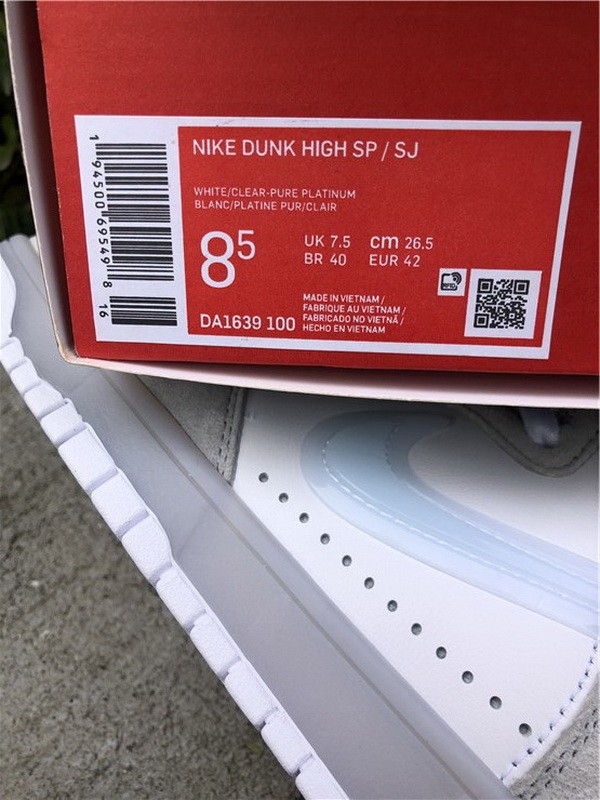 NIKE DUNK HIGH SP / SJ
WHITE/CLEAR-PURE PLATINUM
BLANC/PLATINE PUR/CLAIR
8⁵
UK 7.5 cm 26.5
BR 40 EUR 42
DA1639 100
MADE IN VIETNAM /
FABRIQUE AU VIETNAM /
FABRICADO NO VIETNÃ /
HECHO EN VIETNAM
1 94500 69549 8 16